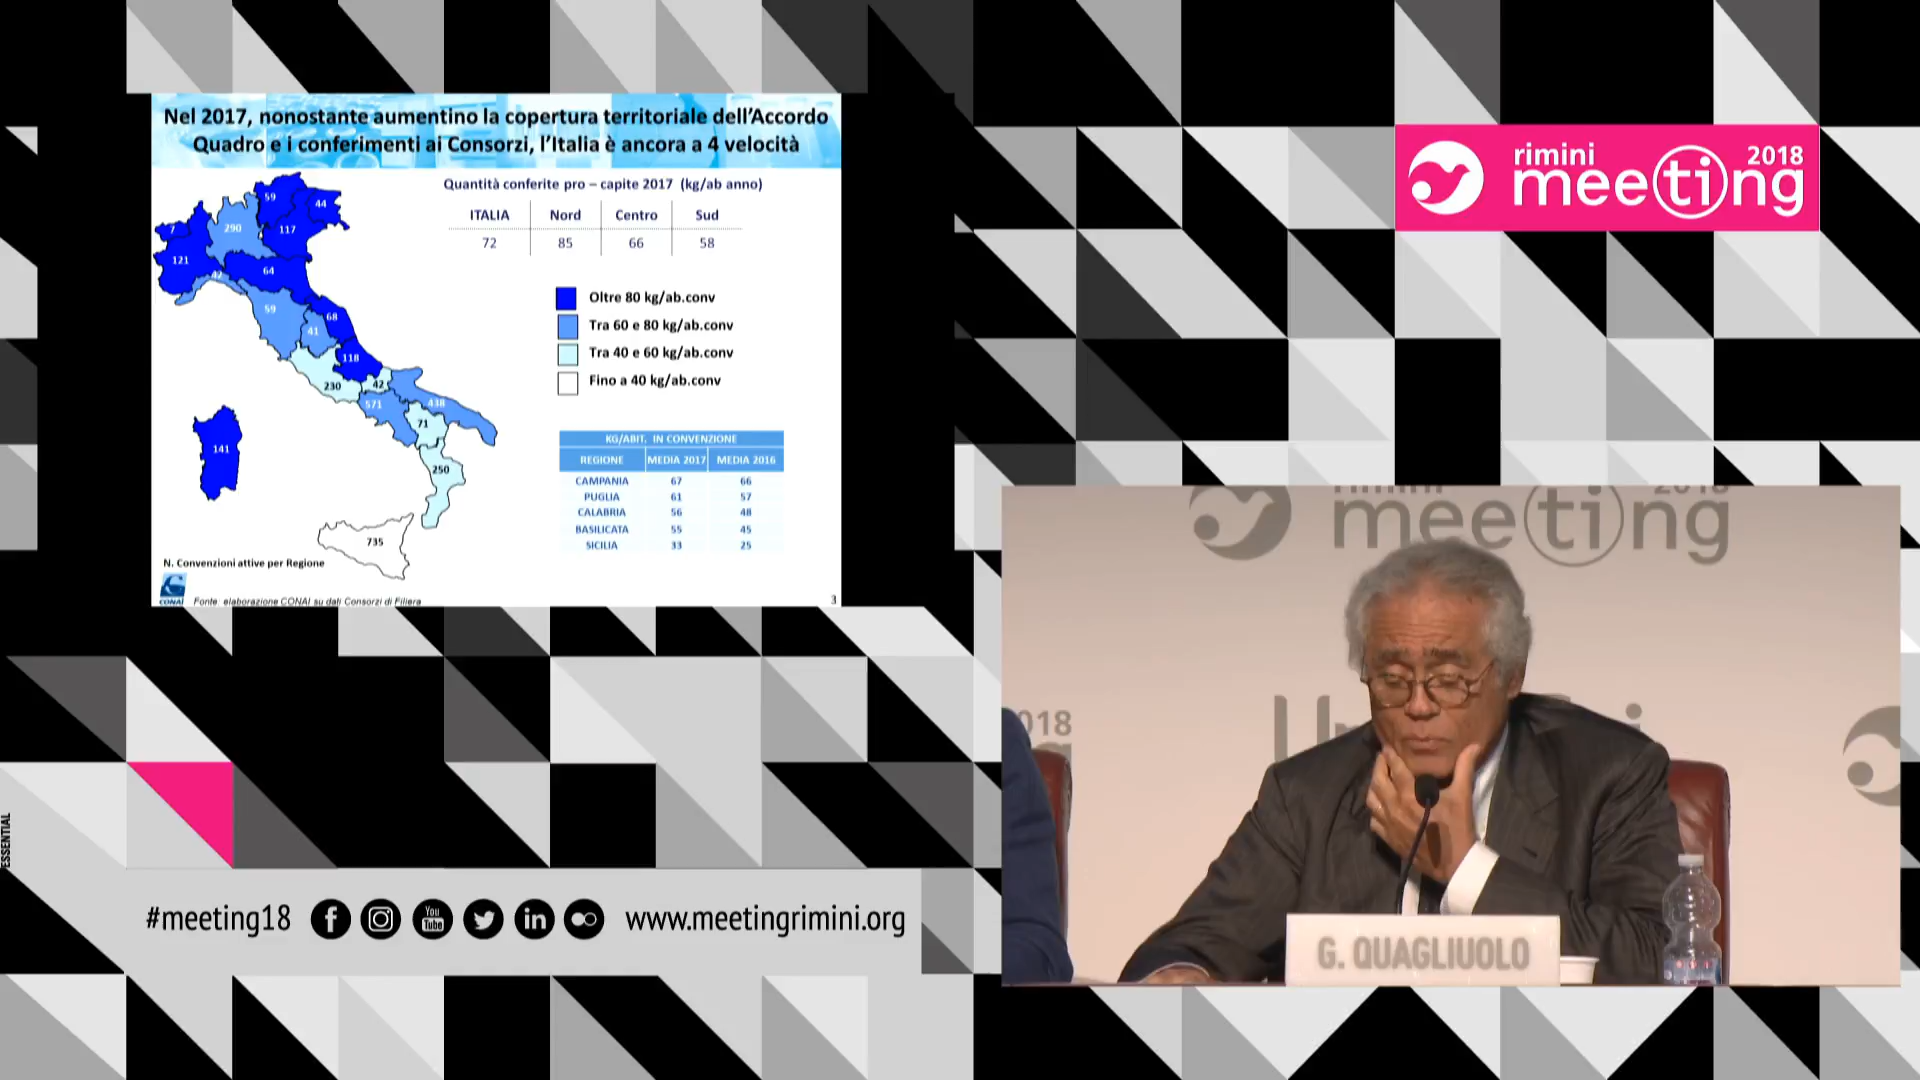 Nel 2017, nonostante aumentino la copertura territoriale dell'Accordo
Quadro e i conferimenti ai Consorzi, l'Italia è ancora a 4 velocità
Quantità conferite pro – capite 2017 (kg/ab anno)
ITALIA Nord Centro Sud
72 85 66 58
59
44
7
290
117
121
42
64
59
68
41
118
230
42
571
438
71
141
250
735
Oltre 80 kg/ab.conv
Tra 60 e 80 kg/ab.conv
Tra 40 e 60 kg/ab.conv
Fino a 40 kg/ab.conv
KG/ABIT. IN CONVENZIONE
REGIONE MEDIA 2017 MEDIA 2016
CAMPANIA 67 66
PUGLIA 61 57
CALABRIA 56 48
BASILICATA 55 45
SICILIA 33 25
N. Convenzioni attive per Regione
CONAI
Fonte: elaborazione CONAI su dati Consorzi di Filiera
3
rimini 2018
meeting
meeting
2018
G. QUAGLIUOLO
ESSENTIAL
#meeting18
You
Tube
www.meetingrimini.org